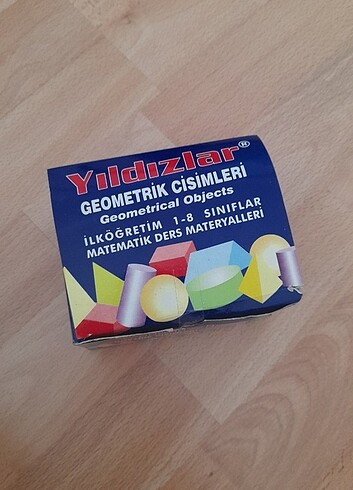 Yıldızlar®
GEOMETRİK CİSİMLERİ
Geometrical Objects
İLKÖĞRETİM 1-8 SINIFLAR
MATEMATİK DERS MATERYALLERİ